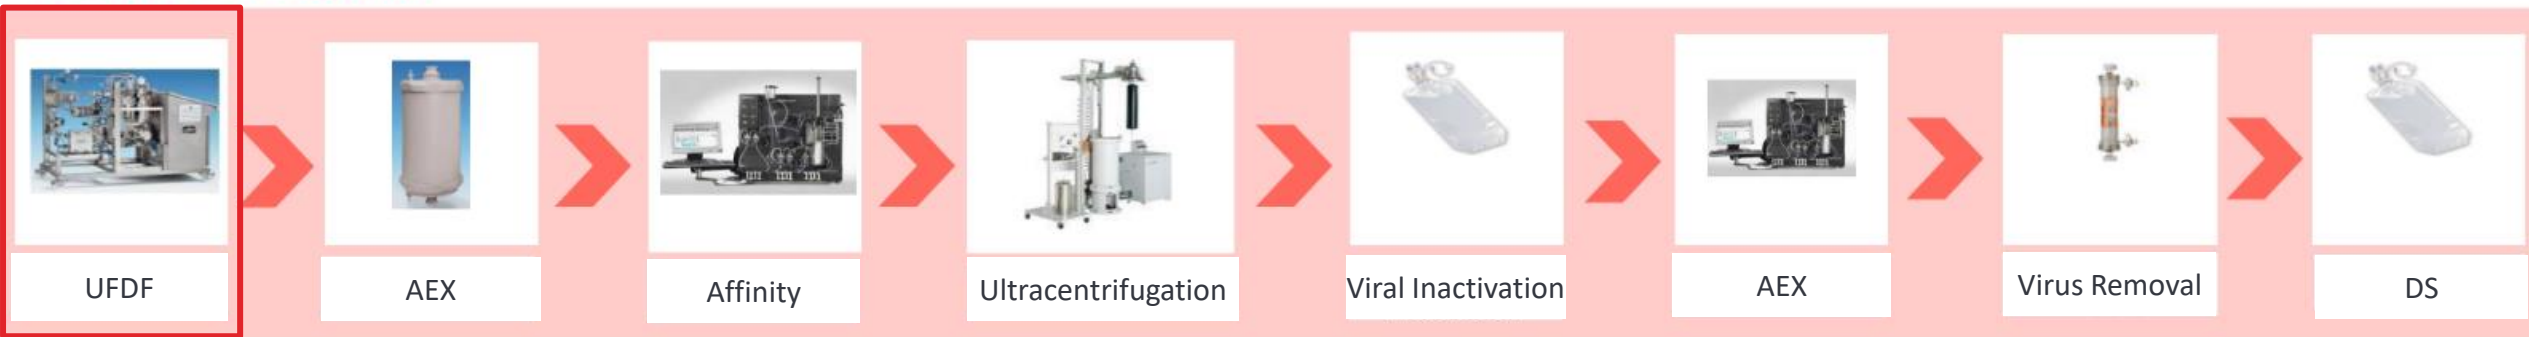 UFDF
AEX
Affinity
Ultracentrifugation
Viral Inactivation
AEX
Virus Removal
DS